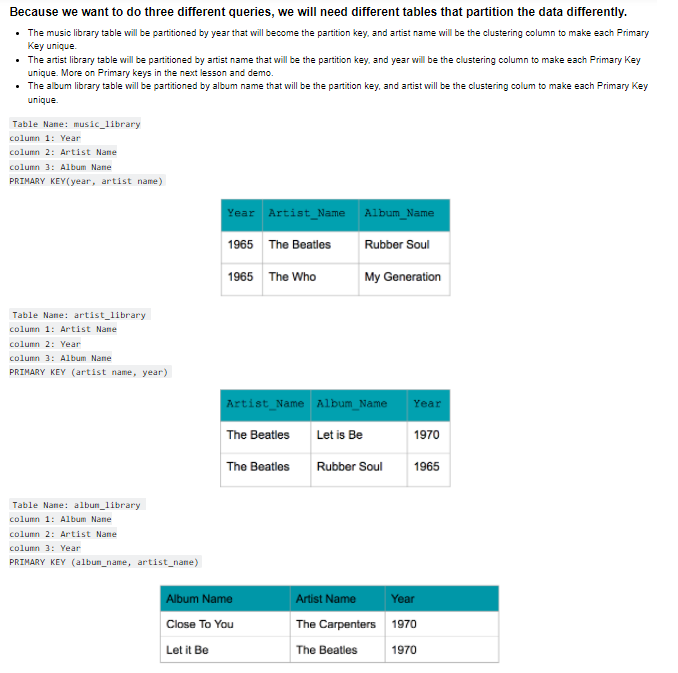 Because we want to do three different queries, we will need different tables that partition the data differently.
• The music library table will be partitioned by year that will become the partition key, and artist name will be the clustering column to make each Primary
Key unique.
• The artist library table will be partitioned by artist name that will be the partition key, and year will be the clustering column to make each Primary Key
unique. More on Primary keys in the next lesson and demo.
• The album library table will be partitioned by album name that will be the partition key, and artist will be the clustering colum to make each Primary Key
unique.
Table Name: music_library
column 1: Year
column 2: Artist Name
column 3: Album Name
PRIMARY KEY(year, artist name)
Year Artist_Name Album_Name
1965 The Beatles Rubber Soul
1965 The Who My Generation
Table Name: artist_library
column 1: Artist Name
column 2: Year
column 3: Album Name
PRIMARY KEY (artist name, year)
Artist_Name Album_Name Year
The Beatles Let is Be 1970
The Beatles Rubber Soul 1965
Table Name: album_library
column 1: Album Name
column 2: Artist Name
column 3: Year
PRIMARY KEY (album_name, artist_name)
Album Name Artist Name Year
Close To You The Carpenters 1970
Let it Be The Beatles 1970